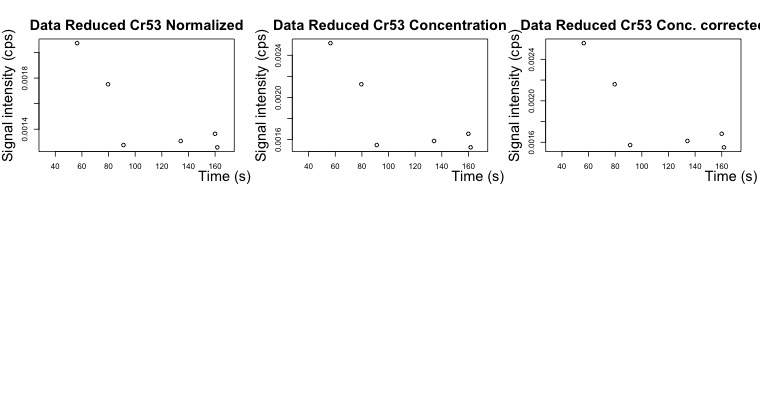 Data Reduced Cr53 Normalized
Signal intensity (cps)
0.0018
0.0014
40 60 80 100 120 140 160
Time (s)
Data Reduced Cr53 Concentration
Signal intensity (cps)
0.0024
0.0020
0.0016
40 60 80 100 120 140 160
Time (s)
Data Reduced Cr53 Conc. corrected
Signal intensity (cps)
0.0024
0.0020
0.0016
40 60 80 100 120 140 160
Time (s)